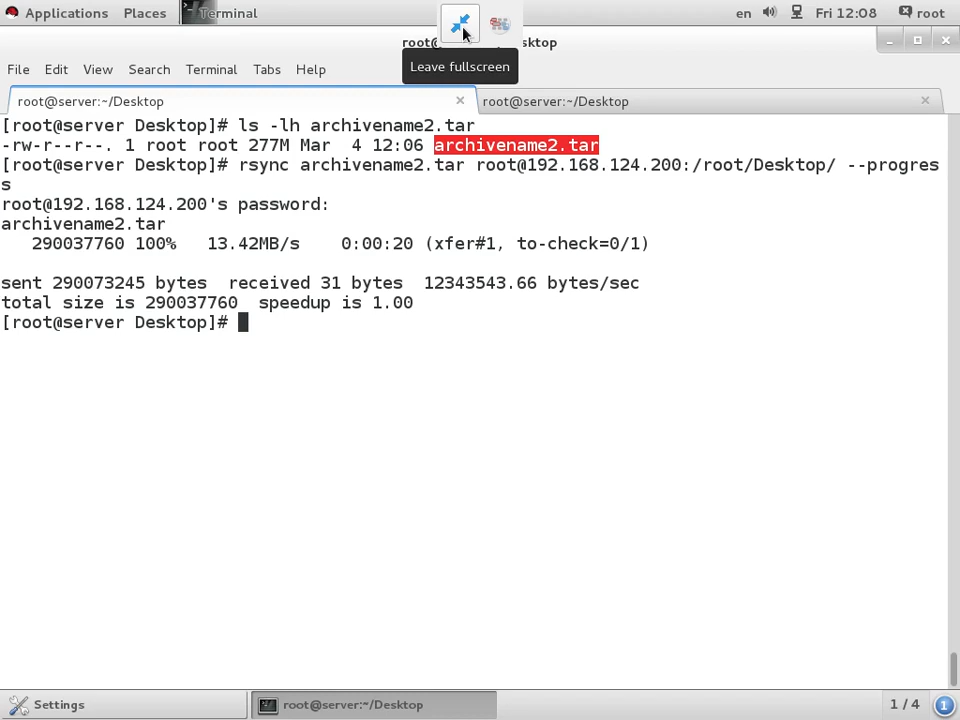 Applications Places Terminal en Fri 12:08 root
root@ sktop
Leave fullscreen
File Edit View Search Terminal Tabs Help
root@server:~/Desktop × root@server:~/Desktop ×
[root@server Desktop]# ls -lh archivename2.tar
-rw-r--r--. 1 root root 277M Mar  4 12:06 archivename2.tar
[root@server Desktop]# rsync archivename2.tar root@192.168.124.200:/root/Desktop/ --progres
s
root@192.168.124.200's password:
archivename2.tar
   290037760 100%   13.42MB/s    0:00:20 (xfer#1, to-check=0/1)
sent 290073245 bytes  received 31 bytes  12343543.66 bytes/sec
total size is 290037760  speedup is 1.00
[root@server Desktop]#
Settings root@server:~/Desktop 1 / 4 1